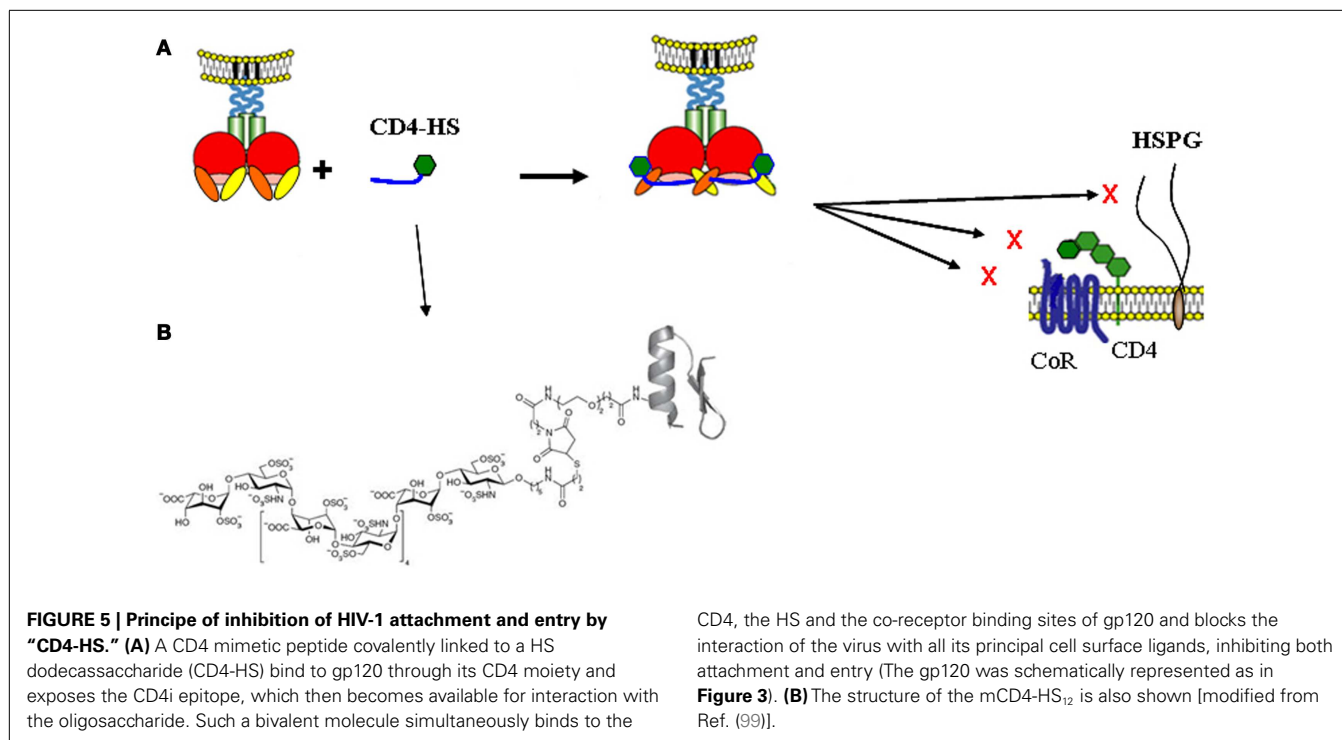 A
CD4-HS
+
HSPG
X
X
X
CoR
CD4
B
FIGURE 5 | Principe of inhibition of HIV-1 attachment and entry by
“CD4-HS.” (A) A CD4 mimetic peptide covalently linked to a HS
dodecassaccharide (CD4-HS) bind to gp120 through its CD4 moiety and
exposes the CD4i epitope, which then becomes available for interaction with
the oligosaccharide. Such a bivalent molecule simultaneously binds to the
CD4, the HS and the co-receptor binding sites of gp120 and blocks the
interaction of the virus with all its principal cell surface ligands, inhibiting both
attachment and entry (The gp120 was schematically represented as in
Figure 3). (B) The structure of the mCD4-HS₁₂ is also shown [modified from
Ref. (99)].